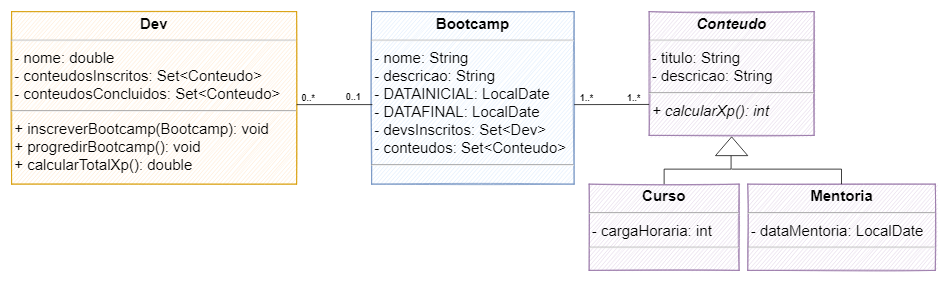 Dev
- nome: double
- conteudosInscritos: Set<Conteudo>
- conteudosConcluidos: Set<Conteudo>
+ inscreverBootcamp(Bootcamp): void
+ progredirBootcamp(): void
+ calcularTotalXp(): double
0..*
0..1
Bootcamp
- nome: String
- descricao: String
- DATAINICIAL: LocalDate
- DATAFINAL: LocalDate
- devsInscritos: Set<Dev>
- conteudos: Set<Conteudo>
1..*
1..*
Conteudo
- titulo: String
- descricao: String
+ calcularXp(): int
Curso
- cargaHoraria: int
Mentoria
- dataMentoria: LocalDate